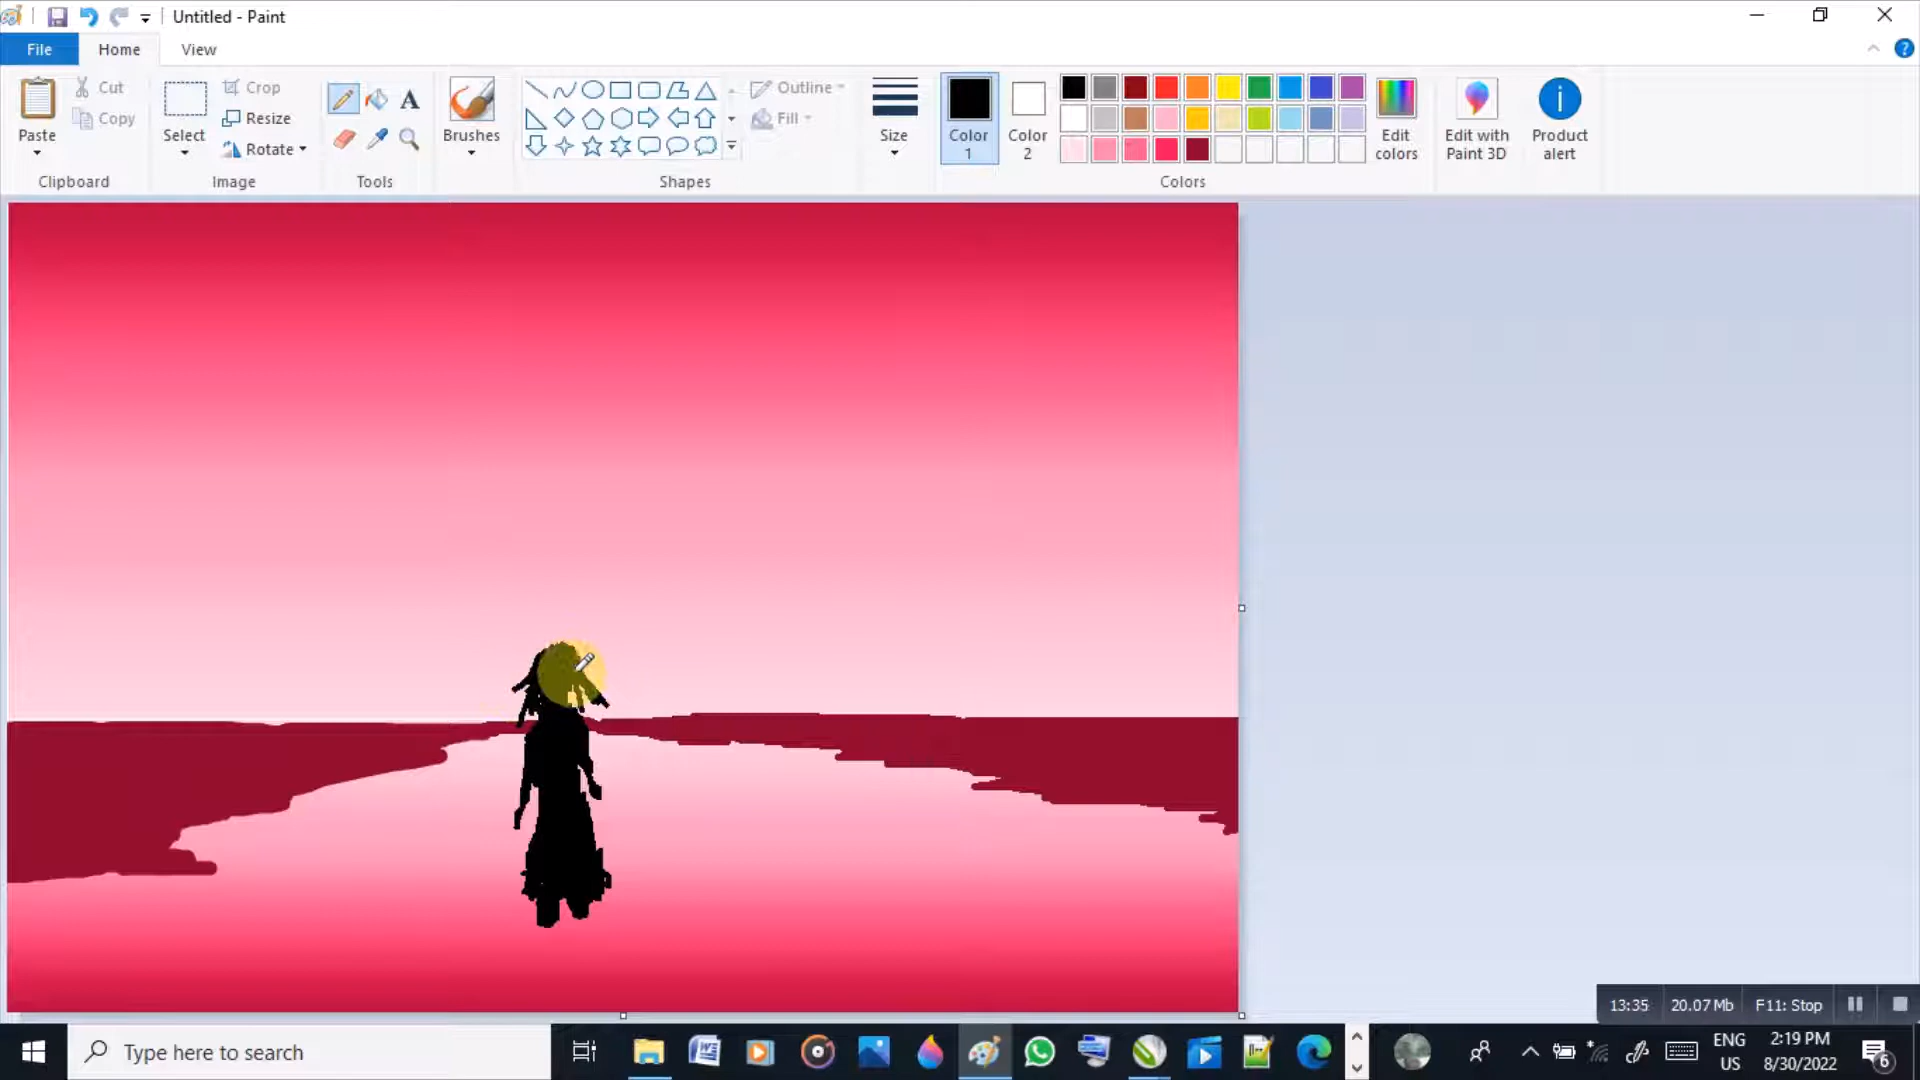 Untitled - Paint
File Home View
Paste
Cut
Copy
Clipboard
Select
Crop
Resize
Rotate
Image
A
Tools
Brushes
Shapes
Outline
Fill
Size
Color 1
Color 2
Edit colors
Colors
Edit with Paint 3D
Product alert
13:35 20.07 Mb F11: Stop
Type here to search
ENG
US
2:19 PM
8/30/2022
6